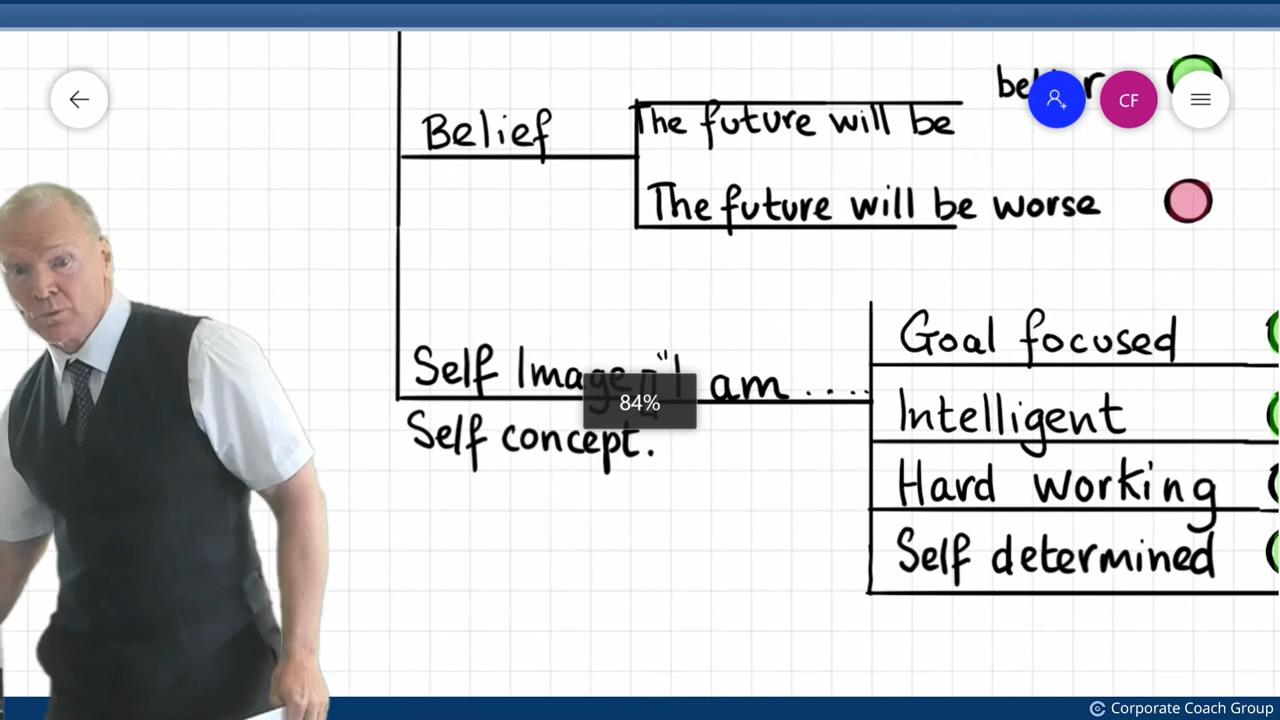 better
CF
Belief
The future will be
The future will be worse
Goal focused
Self Image "I am ....
84%
Intelligent
Self concept.
Hard working
Self determined
Corporate Coach Group